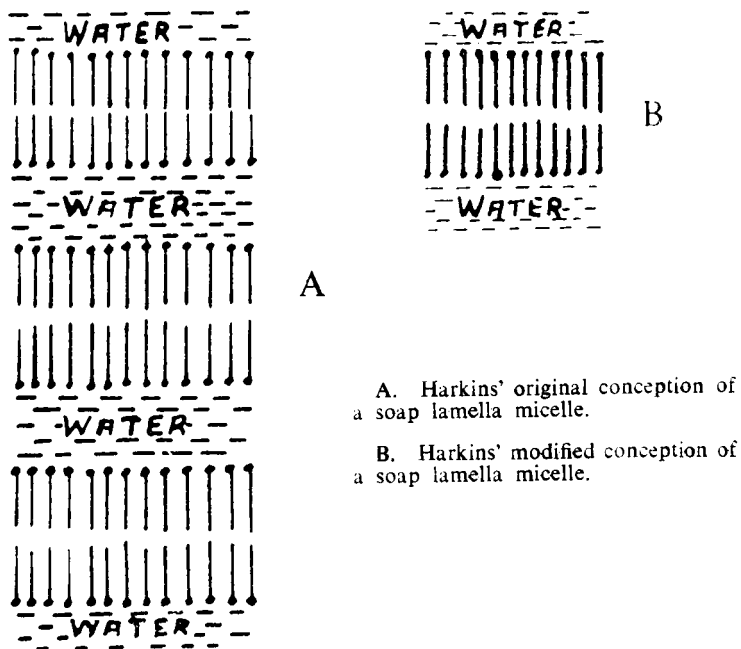 WATER
WATER
WATER
WATER
A
WATER
WATER
B
A. Harkins' original conception of
a soap lamella micelle.
B. Harkins' modified conception of
a soap lamella micelle.